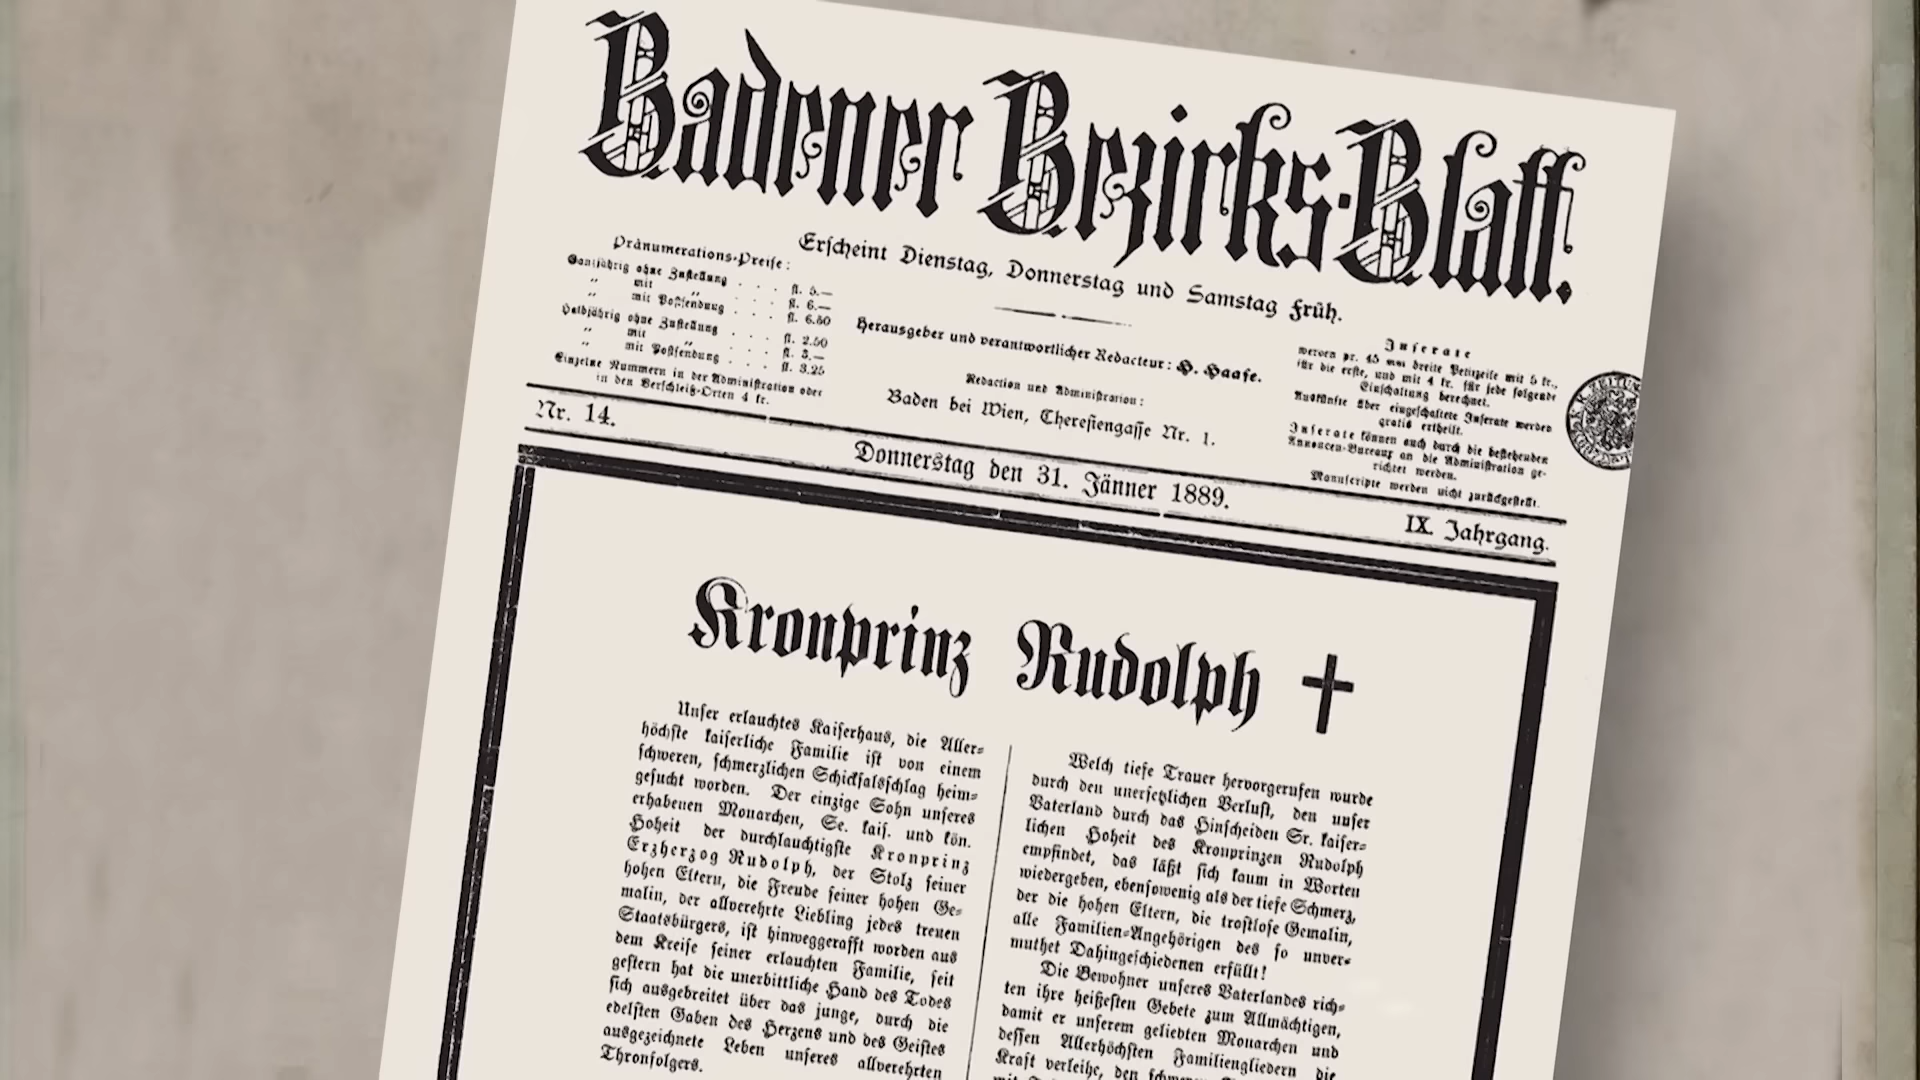 Badener Bezirks-Blatt.
Erscheint Dienstag, Donnerstag und Samstag früh.
Pränumerations-Preise:
Ganzjährig ohne Zustellung . . . fl. 5.—
„ mit „ . . . fl. 6.—
„ mit Postsendung . . . fl. 6.50
Halbjährig ohne Zustellung . . fl. 2.50
„ mit „ . . . fl. 3.—
„ mit Postsendung . . . fl. 3.25
Einzelne Nummern in der Administration oder
in den Verschleiß-Orten 4 kr.
Herausgeber und verantwortlicher Redacteur: H. Haase.
Redaction und Administration:
Baden bei Wien, Theresiengasse Nr. 1.
Inserate
werden pr. 45 mm breite Petitzeile mit 5 kr.,
für die erste, und mit 4 kr. für jede folgende
Einschaltung berechnet.
Auskünfte über eingeschaltete Inserate werden
gratis ertheilt.
Inserate können auch durch die bestehenden
Annoncen-Bureaux an die Administration ge-
richtet werden.
Manuscripte werden nicht zurückgestellt.
Nr. 14.
Donnerstag den 31. Jänner 1889.
IX. Jahrgang.
Kronprinz Rudolph †
Unser erlauchtes Kaiserhaus, die Aller-
höchste kaiserliche Familie ist von einem
schweren, schmerzlichen Schicksalsschlag heim-
gesucht worden. Der einzige Sohn unseres
erhabenen Monarchen, Se. kais. und kön.
Hoheit der durchlauchtigste Kronprinz
Erzherzog Rudolph, der Stolz seiner
hohen Eltern, die Freude seiner hohen Ge-
malin, der allverehrte Liebling jedes treuen
Staatsbürgers, ist hinweggerafft worden aus
dem Kreise seiner erlauchten Familie, seit
gestern hat die unerbittliche Hand des Todes
sich ausgebreitet über das junge, durch die
edelsten Gaben des Herzens und des Geistes
ausgezeichnete Leben unseres allverehrten
Thronfolgers.
Welch tiefe Trauer hervorgerufen wurde
durch den unersetzlichen Verlust, den unser
Vaterland durch das Hinscheiden Sr. kaiser-
lichen Hoheit des Kronprinzen Rudolph
empfindet, das läßt sich kaum in Worten
wiedergeben, ebensowenig als der tiefe Schmerz,
der die hohen Eltern, die trostlose Gemalin,
alle Familien-Angehörigen des so unver-
muthet Dahingeschiedenen erfüllt!
Die Bewohner unseres Vaterlandes rich-
ten ihre heißesten Gebete zum Allmächtigen,
damit er unserem geliebten Monarchen und
dessen Allerhöchsten Familiengliedern die
Kraft verleihe, den schweren